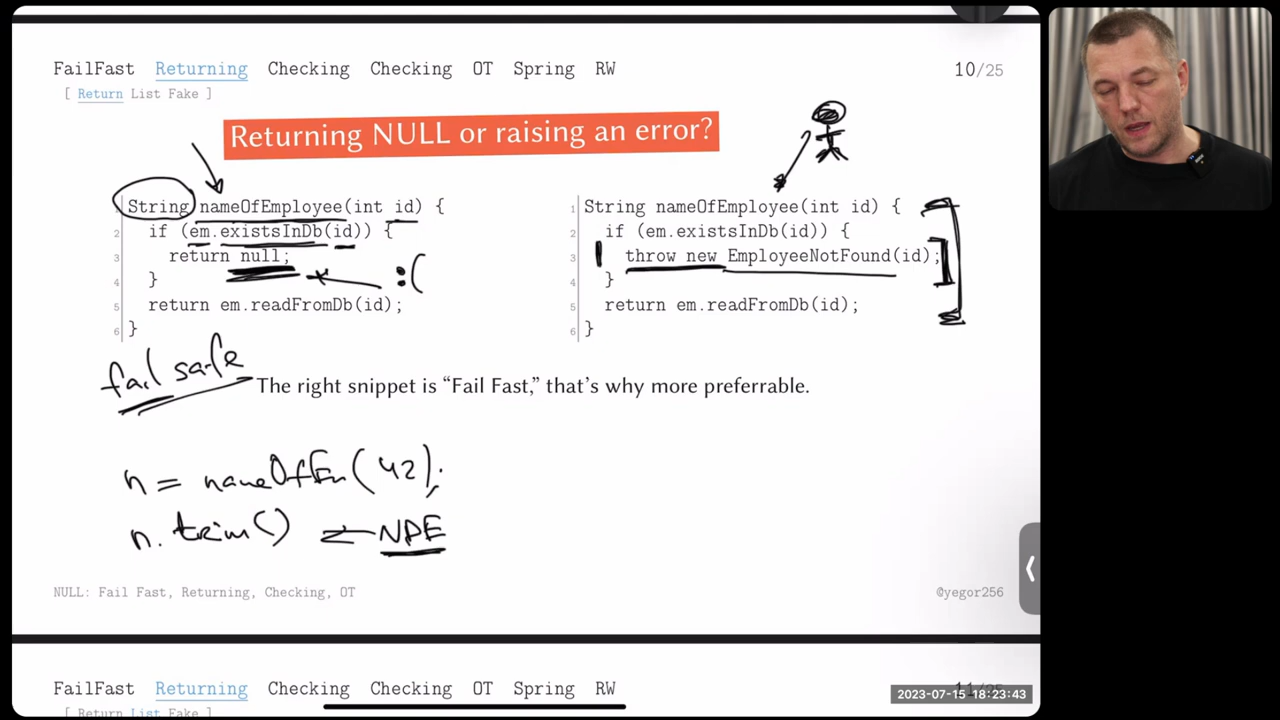 FailFast Returning Checking Checking OT Spring RW 10/25
[ Return List Fake ]
Returning NULL or raising an error?
1 String nameOfEmployee(int id) {
2 if (em.existsInDb(id)) {
3 return null;
4 }
5 return em.readFromDb(id);
6 }
:(
1 String nameOfEmployee(int id) {
2 if (em.existsInDb(id)) {
3 throw new EmployeeNotFound(id);
4 }
5 return em.readFromDb(id);
6 }
fail safe
The right snippet is “Fail Fast,” that’s why more preferrable.
n = nameOfEm(42);
n. trim() ← NPE
NULL: Fail Fast, Returning, Checking, OT @yegor256
FailFast Returning Checking Checking OT Spring RW
[ Return List Fake ]
2023-07-15 18:23:43